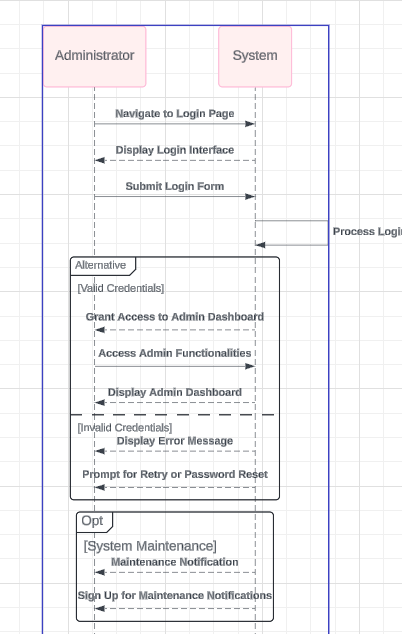 Administrator
System
Navigate to Login Page
Display Login Interface
Submit Login Form
Process Login
Alternative
[Valid Credentials]
Grant Access to Admin Dashboard
Access Admin Functionalities
Display Admin Dashboard
[Invalid Credentials]
Display Error Message
Prompt for Retry or Password Reset
Opt
[System Maintenance]
Maintenance Notification
Sign Up for Maintenance Notifications